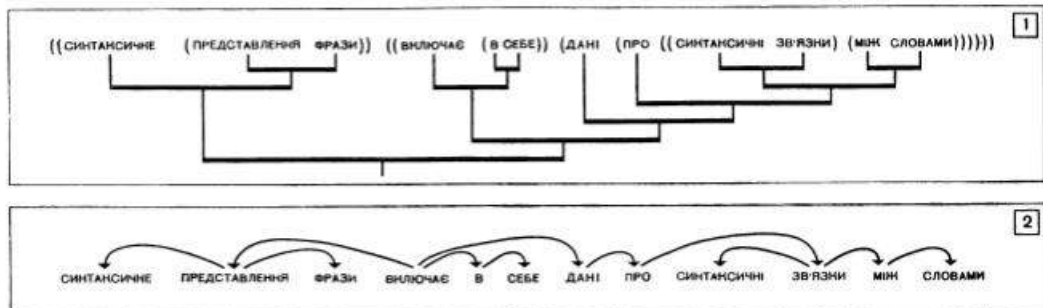 1
((СИНТАКСИЧНЕ (ПРЕДСТАВЛЕННЯ ФРАЗИ)) ((ВКЛЮЧАЄ (В СЕБЕ)) (ДАНІ (ПРО ((СИНТАКСИЧНІ ЗВ'ЯЗКИ) (МІЖ СЛОВАМИ))))))
2
СИНТАКСИЧНЕ ПРЕДСТАВЛЕННЯ ФРАЗИ ВКЛЮЧАЄ В СЕБЕ ДАНІ ПРО СИНТАКСИЧНІ ЗВ'ЯЗКИ МІЖ СЛОВАМИ